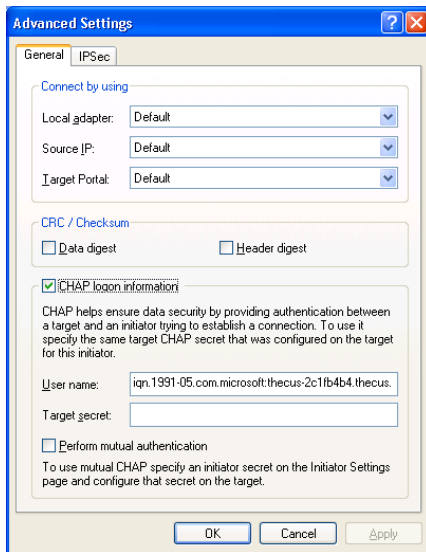 Advanced Settings
General IPSec
Connect by using
Local adapter: Default
Source IP: Default
Target Portal: Default
CRC / Checksum
Data digest Header digest
CHAP logon information
CHAP helps ensure data security by providing authentication between
a target and an initiator trying to establish a connection. To use it
specify the same target CHAP secret that was configured on the target
for this initiator.
User name: iqn.1991-05.com.microsoft:thecus-2c1fb4b4.thecus.
Target secret:
Perform mutual authentication
To use mutual CHAP specify an initiator secret on the Initiator Settings
page and configure that secret on the target.
OK Cancel Apply